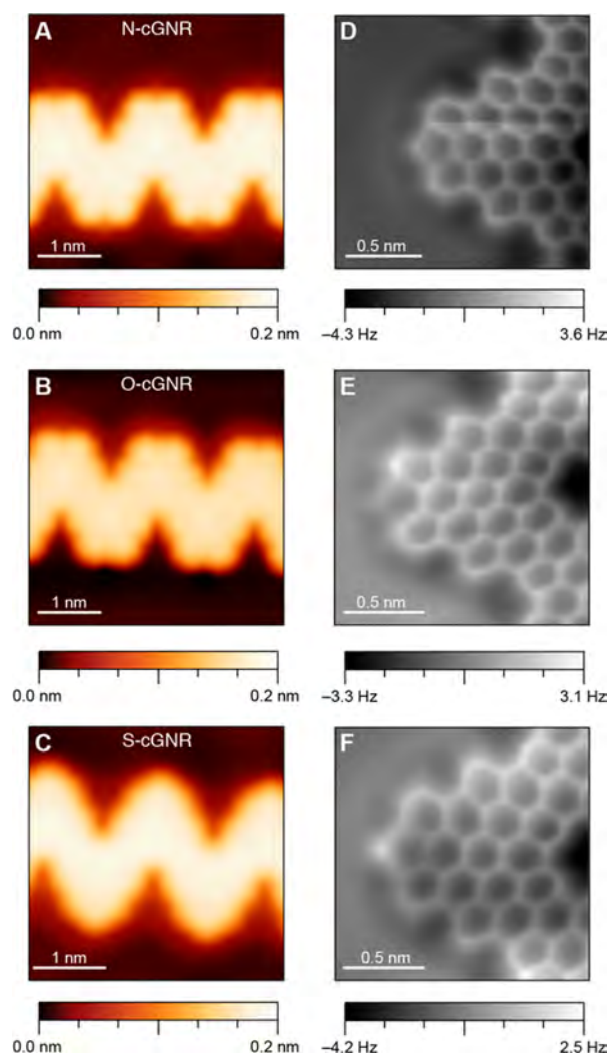 A N-cGNR
1 nm
0.0 nm 0.2 nm
D
0.5 nm
–4.3 Hz 3.6 Hz
B O-cGNR
1 nm
0.0 nm 0.2 nm
E
0.5 nm
–3.3 Hz 3.1 Hz
C S-cGNR
1 nm
0.0 nm 0.2 nm
F
0.5 nm
–4.2 Hz 2.5 Hz